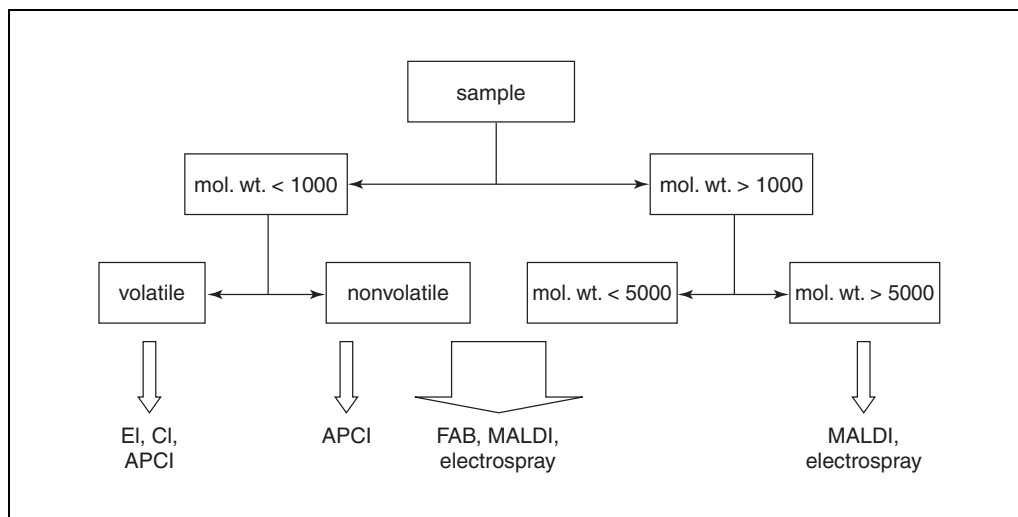 sample
mol. wt. < 1000
mol. wt. > 1000
volatile
nonvolatile
mol. wt. < 5000
mol. wt. > 5000
EI, CI,
APCI
APCI
FAB, MALDI,
electrospray
MALDI,
electrospray